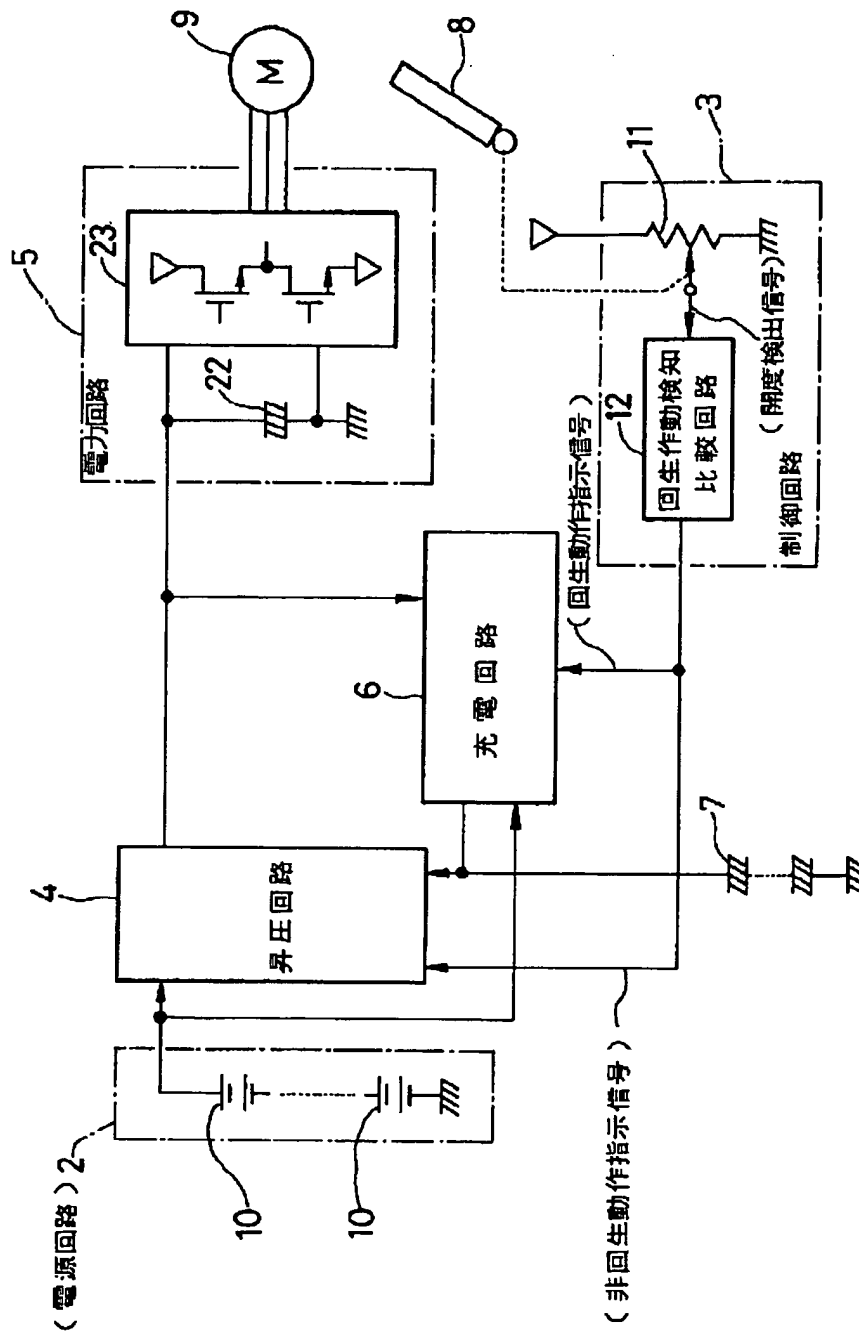 (電源回路) 2
10
10
4
昇圧回路
(非回生動作指示信号)
7
6
充電回路
(回生動作指示信号)
5
電力回路
22
23
M
9
8
3
11
12
回生作動検知
比較回路
(開度検出信号)
制御回路